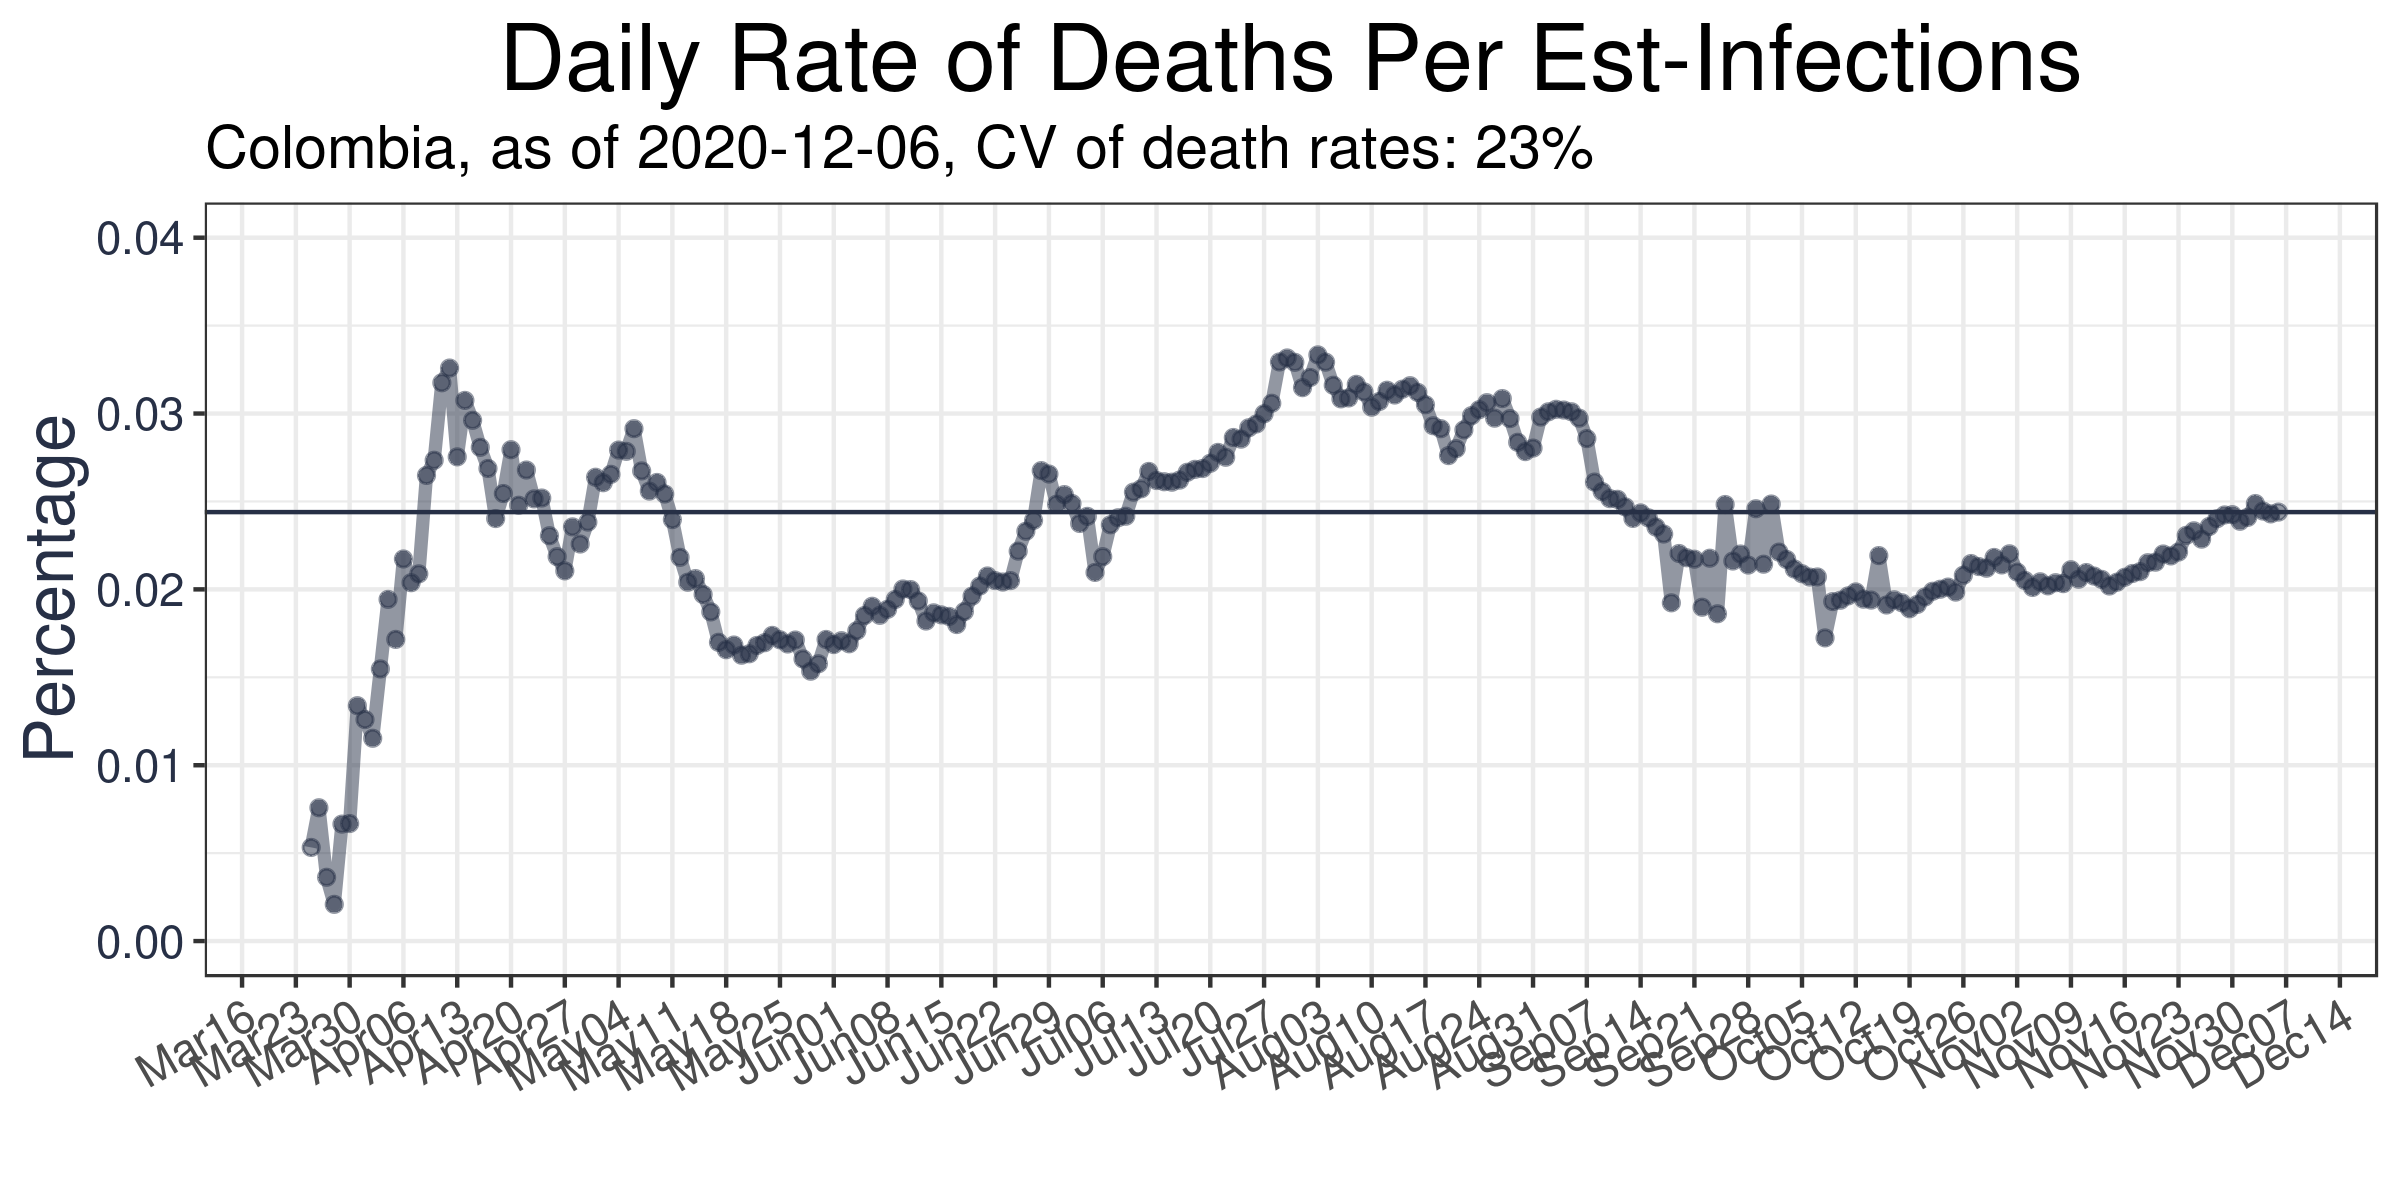 Daily Rate of Deaths Per Est-Infections
Colombia, as of 2020-12-06, CV of death rates: 23%
Percentage
0.04
0.03
0.02
0.01
0.00
Mar16
Mar23
Mar30
Apr06
Apr13
Apr20
Apr27
May04
May11
May18
May25
Jun01
Jun08
Jun15
Jun22
Jun29
Jul06
Jul13
Jul20
Jul27
Aug03
Aug10
Aug17
Aug24
Aug31
Sep07
Sep14
Sep21
Sep28
Oct05
Oct12
Oct19
Oct26
Nov02
Nov09
Nov16
Nov23
Nov30
Dec07
Dec14